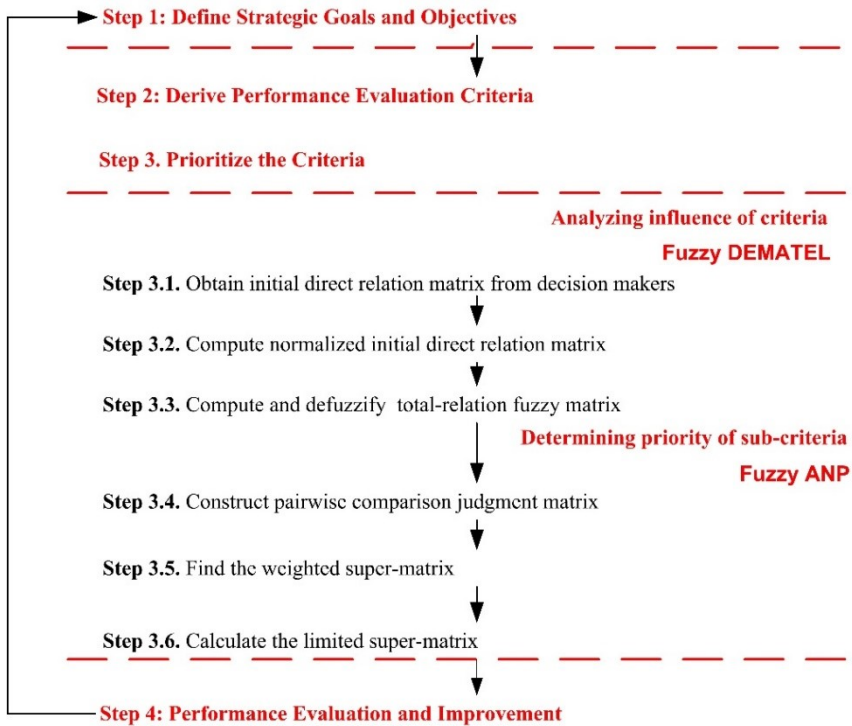 Step 1: Define Strategic Goals and Objectives
Step 2: Derive Performance Evaluation Criteria
Step 3. Prioritize the Criteria
Analyzing influence of criteria
Fuzzy DEMATEL
Step 3.1. Obtain initial direct relation matrix from decision makers
Step 3.2. Compute normalized initial direct relation matrix
Step 3.3. Compute and defuzzify total-relation fuzzy matrix
Determining priority of sub-criteria
Fuzzy ANP
Step 3.4. Construct pairwise comparison judgment matrix
Step 3.5. Find the weighted super-matrix
Step 3.6. Calculate the limited super-matrix
Step 4: Performance Evaluation and Improvement